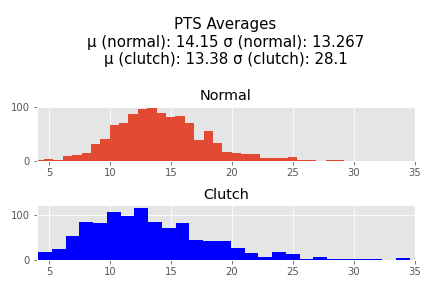 PTS Averages
μ (normal): 14.15 σ (normal): 13.267
μ (clutch): 13.38 σ (clutch): 28.1
Normal
100
0
5 10 15 20 25 30 35
Clutch
100
0
5 10 15 20 25 30 35